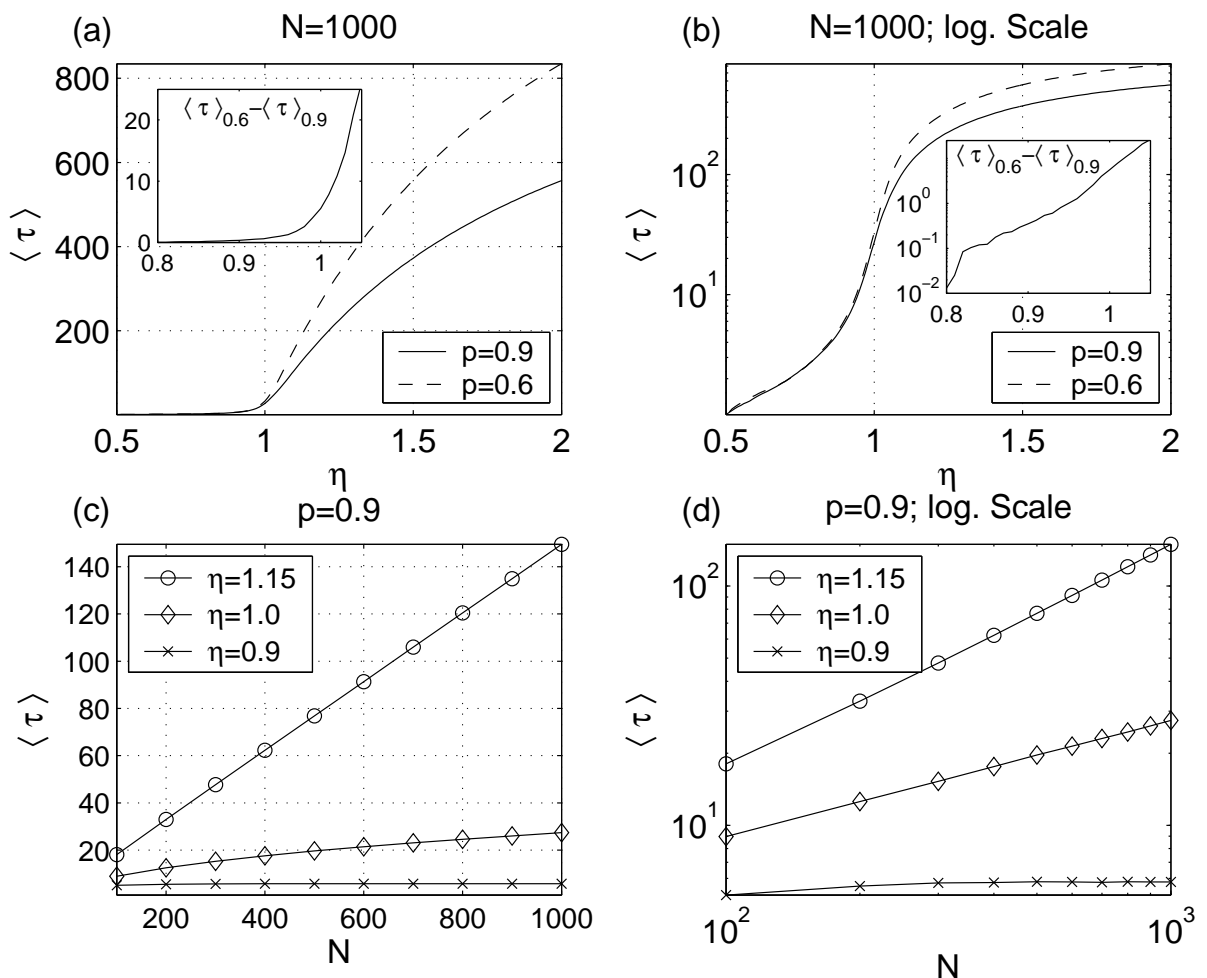 (a) N=1000
⟨ τ ⟩
800
600
400
200
0.5 1 1.5 2
η
⟨ τ ⟩0.6−⟨ τ ⟩0.9
20
10
0
0.8 0.9 1
p=0.9
p=0.6
(b) N=1000; log. Scale
⟨ τ ⟩
10^2
10^1
0.5 1 1.5 2
η
⟨ τ ⟩0.6−⟨ τ ⟩0.9
10^0
10^−1
10^−2
0.8 0.9 1
p=0.9
p=0.6
(c) p=0.9
⟨ τ ⟩
140
120
100
80
60
40
20
200 400 600 800 1000
N
η=1.15
η=1.0
η=0.9
(d) p=0.9; log. Scale
⟨ τ ⟩
10^2
10^1
10^2 10^3
N
η=1.15
η=1.0
η=0.9